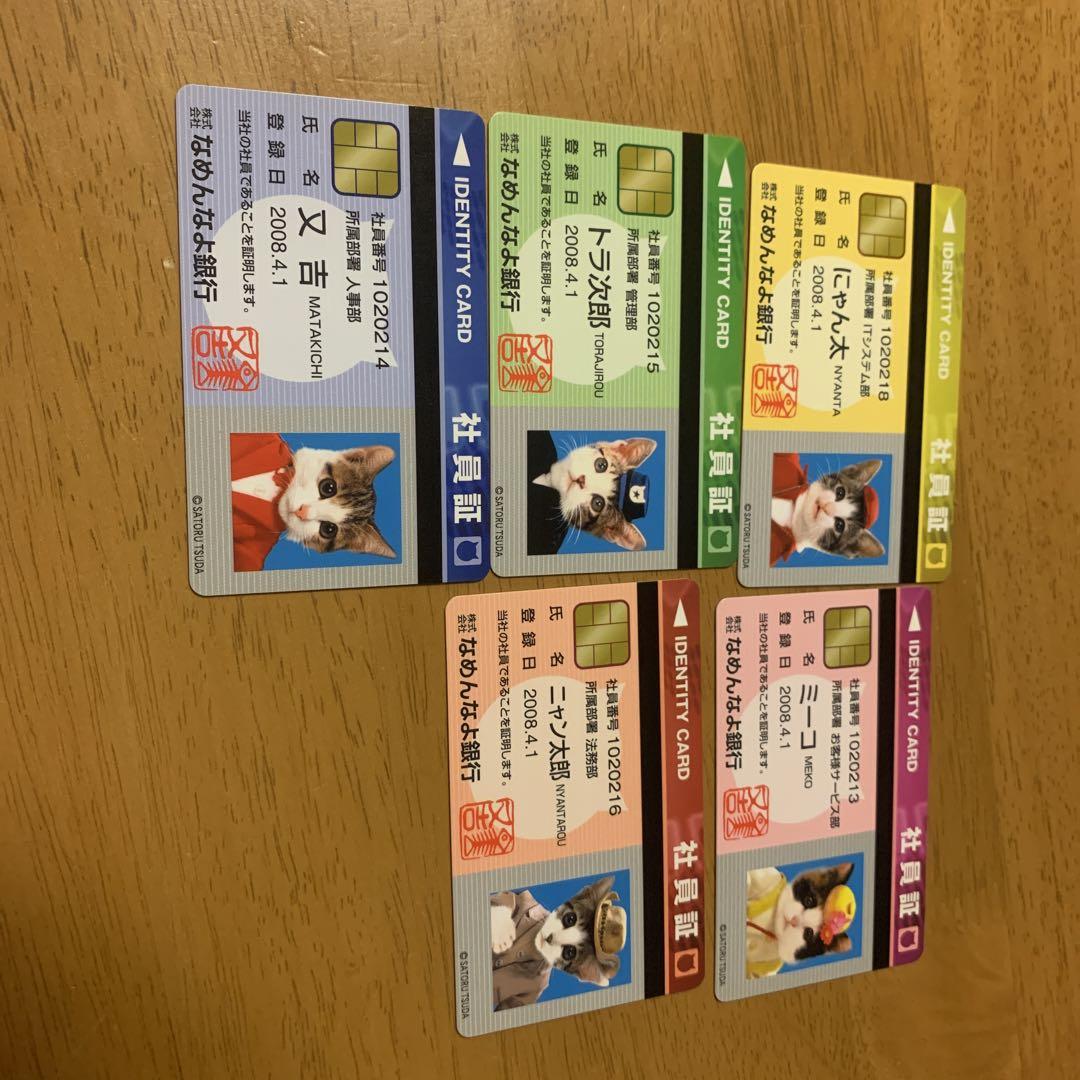 IDENTITY CARD 社員証
社員番号 1020214
所属部署 人事部
氏名 又吉 MATAKICHI
登録日 2008.4.1
当社の社員であることを証明します。
株式会社 なめんなよ銀行
又吉
©SATORU.TSUDA
IDENTITY CARD 社員証
社員番号 1020215
所属部署 管理部
氏名 トラ次郎 TORAJIROU
登録日 2008.4.1
当社の社員であることを証明します。
株式会社 なめんなよ銀行
又吉
©SATORU.TSUDA
IDENTITY CARD 社員証
社員番号 1020218
所属部署 ITシステム部
氏名 にゃん太 NYANTA
登録日 2008.4.1
当社の社員であることを証明します。
株式会社 なめんなよ銀行
又吉
©SATORU.TSUDA
IDENTITY CARD 社員証
社員番号 1020216
所属部署 法務部
氏名 ニャン太郎 NYANTAROU
登録日 2008.4.1
当社の社員であることを証明します。
株式会社 なめんなよ銀行
又吉
©SATORU.TSUDA
IDENTITY CARD 社員証
社員番号 1020213
所属部署 お客様サービス部
氏名 ミーコ MEKO
登録日 2008.4.1
当社の社員であることを証明します。
株式会社 なめんなよ銀行
又吉
©SATORU.TSUDA